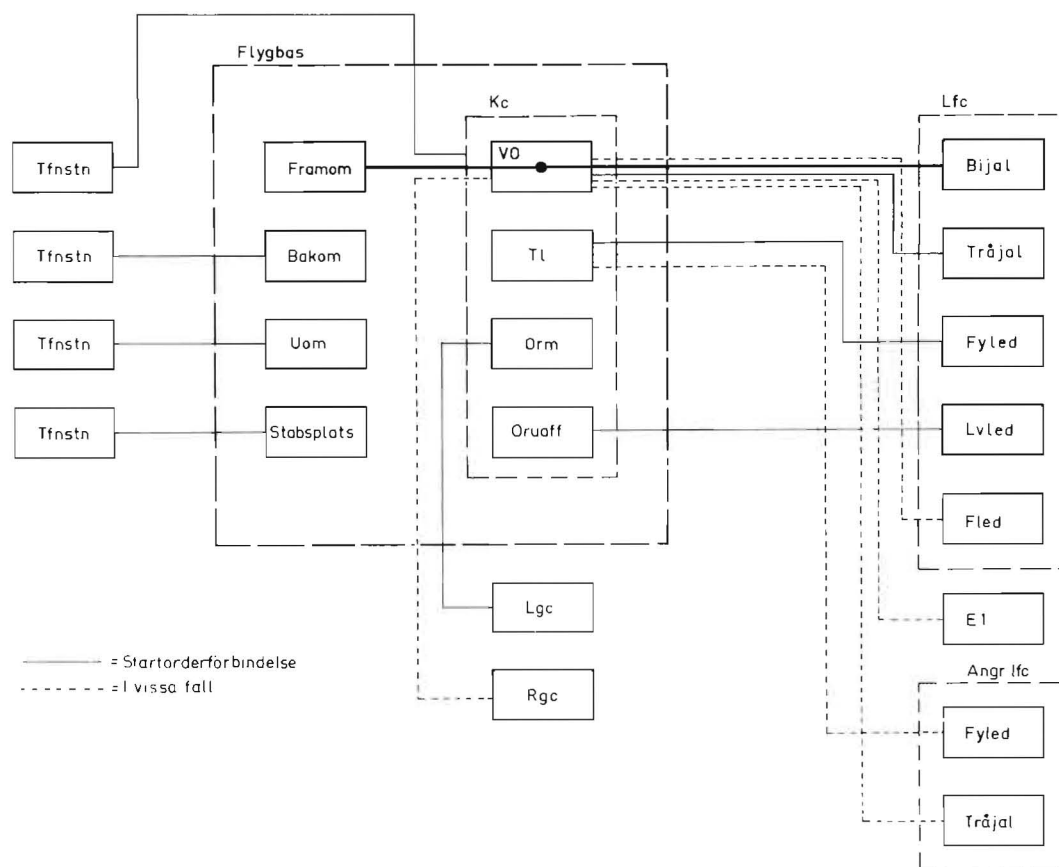 Flygbas
Kc
Lfc
Tfnstn
Framom
VO
Bijal
Tfnstn
Bakom
Tl
Tråjal
Tfnstn
Uom
Orm
Fyled
Tfnstn
Stabsplats
Oruaff
Lvled
Fled
Lgc
E1
= Startorderförbindelse
= I vissa fall
Rgc
Angr lfc
Fyled
Tråjal